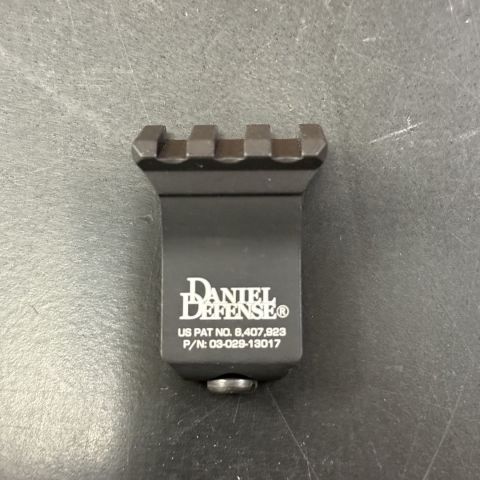 DANIEL
DEFENSE®
US PAT NO. 8,407,923
P/N: 03-029-13017